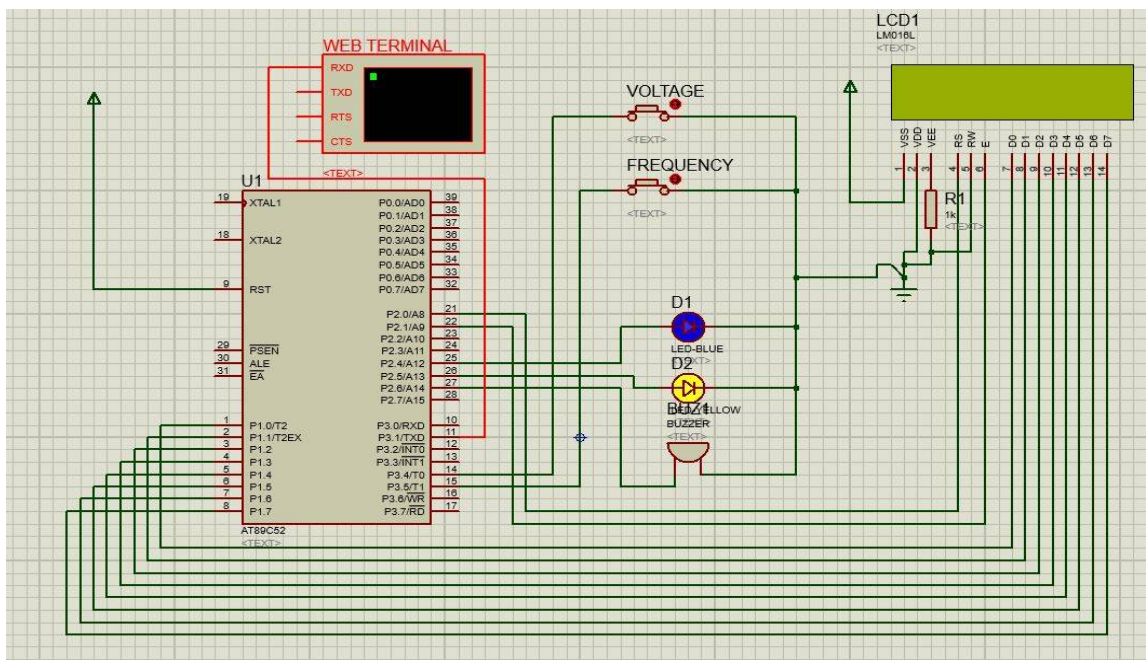 LCD1
LM016L
<TEXT>
WEB TERMINAL
RXD
TXD
RTS
CTS
<TEXT>
VOLTAGE
<TEXT>
FREQUENCY
<TEXT>
VSS
VDD
VEE
RS
RW
E
D0
D1
D2
D3
D4
D5
D6
D7
1
2
3
4
5
6
7
8
9
10
11
12
13
14
R1
1k
<TEXT>
U1
19 XTAL1
18 XTAL2
9 RST
29 PSEN
30 ALE
31 EA
1 P1.0/T2
2 P1.1/T2EX
3 P1.2
4 P1.3
5 P1.4
6 P1.5
7 P1.6
8 P1.7
P0.0/AD0 39
P0.1/AD1 38
P0.2/AD2 37
P0.3/AD3 36
P0.4/AD4 35
P0.5/AD5 34
P0.6/AD6 33
P0.7/AD7 32
P2.0/A8 21
P2.1/A9 22
P2.2/A10 23
P2.3/A11 24
P2.4/A12 25
P2.5/A13 26
P2.6/A14 27
P2.7/A15 28
P3.0/RXD 10
P3.1/TXD 11
P3.2/INT0 12
P3.3/INT1 13
P3.4/T0 14
P3.5/T1 15
P3.6/WR 16
P3.7/RD 17
AT89C52
<TEXT>
D1
LED-BLUE
<TEXT>
D2
LED-YELLOW
<TEXT>
BUZ1
BUZZER
<TEXT>